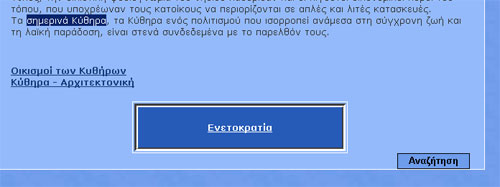 τόπου, που υποχρέωναν τους κατοίκους να περιορίζονται σε απλές και λιτές κατασκευές.
Τα σημερινά Κύθηρα, τα Κύθηρα ενός πολιτισμού που ισορροπεί ανάμεσα στη σύγχρονη ζωή και
τη λαϊκή παράδοση, είναι στενά συνδεδεμένα με το παρελθόν τους.
Οικισμοί των Κυθήρων
Κύθηρα - Αρχιτεκτονική
Ενετοκρατία
Αναζήτηση